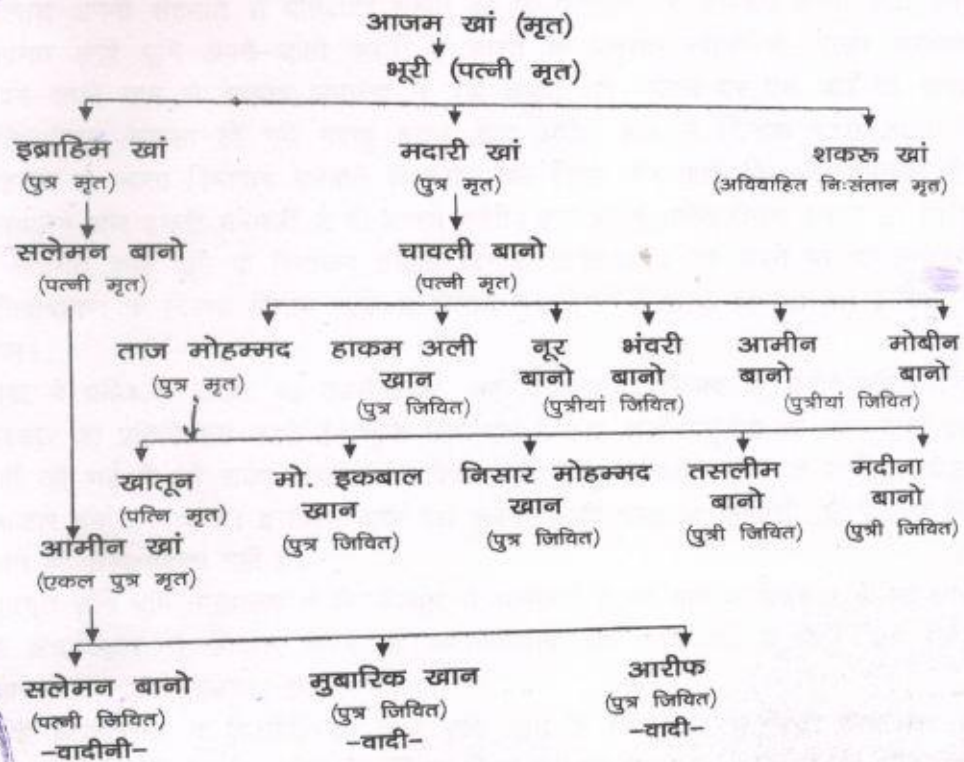 आजम खां (मृत)
भूरी (पत्नी मृत)
इब्राहिम खां मदारी खां शकरू खां
(पुत्र मृत) (पुत्र मृत) (अविवाहित निःसंतान मृत)
सलेमन बानो चावली बानो
(पत्नी मृत) (पत्नी मृत)
ताज मोहम्मद हाकम अली नूर भंवरी आमीन मोबीन
(पुत्र मृत) खान बानो बानो बानो बानो
(पुत्र जिवित) (पुत्रीयां जिवित) (पुत्रीयां जिवित)
खातून मो. इकबाल निसार मोहम्मद तसलीम मदीना
(पत्नि मृत) खान खान बानो बानो
(पुत्र जिवित) (पुत्र जिवित) (पुत्री जिवित) (पुत्री जिवित)
आमीन खां
(एकल पुत्र मृत)
सलेमन बानो मुबारिक खान आरीफ
(पत्नी जिवित) (पुत्र जिवित) (पुत्र जिवित)
-वादीनी- -वादी- -वादी-